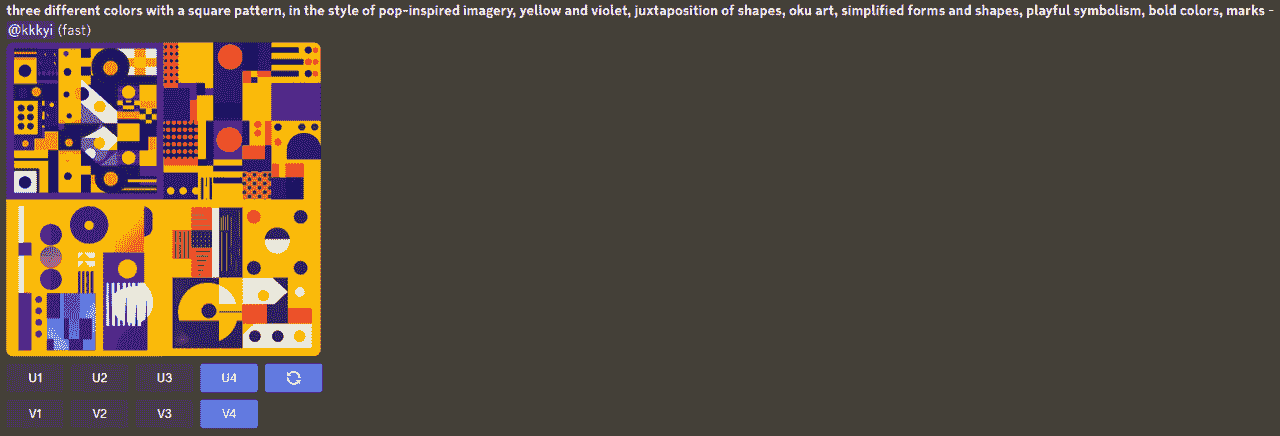 three different colors with a square pattern, in the style of pop-inspired imagery, yellow and violet, juxtaposition of shapes, oku art, simplified forms and shapes, playful symbolism, bold colors, marks -
@kkkyi (fast)
U1 U2 U3 U4
V1 V2 V3 V4